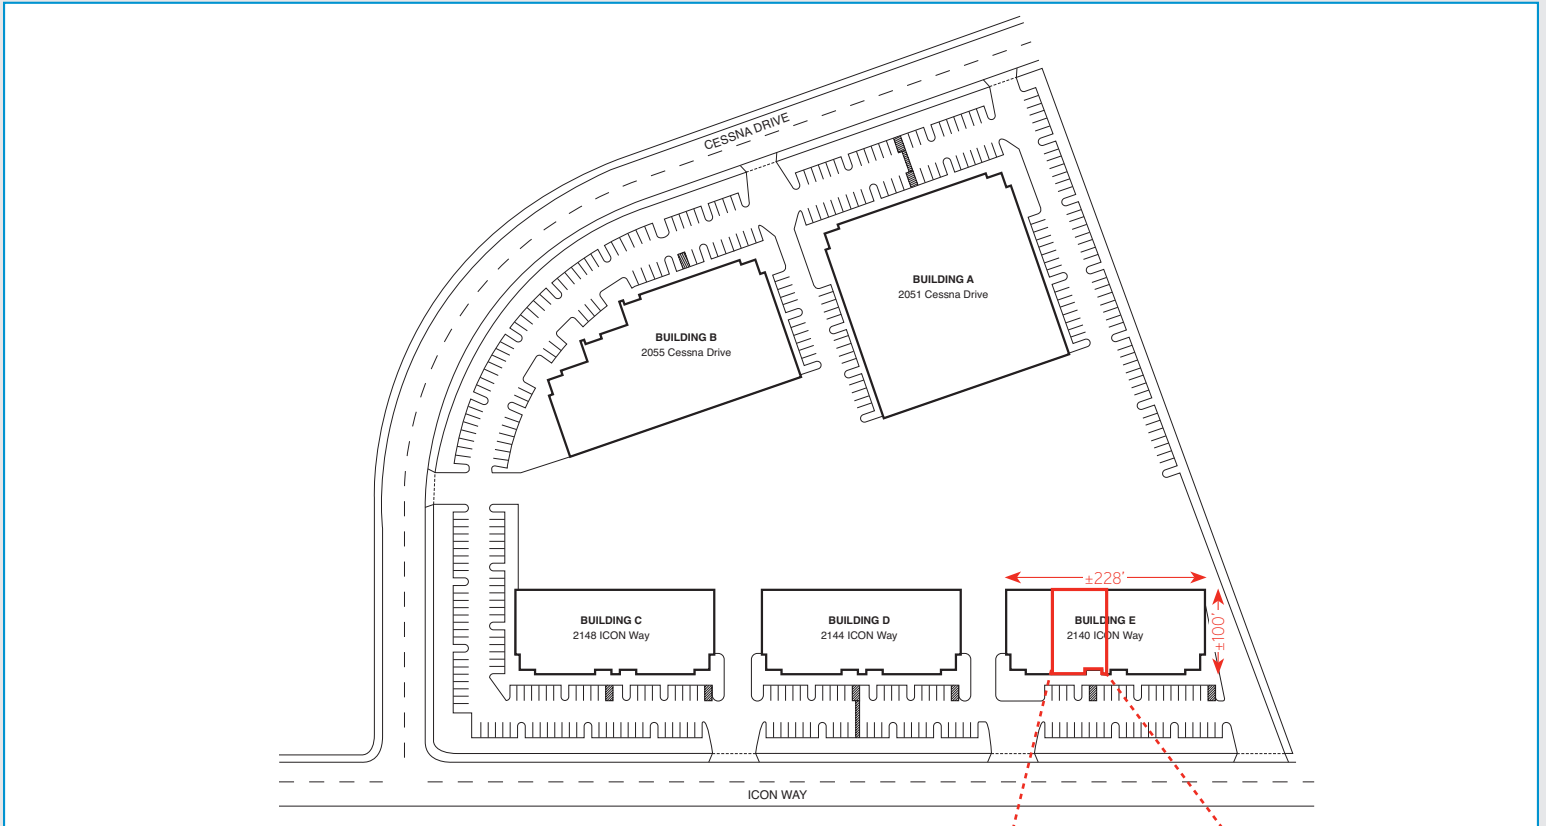 CESSNA DRIVE
BUILDING A
2051 Cessna Drive
BUILDING B
2055 Cessna Drive
±228'
BUILDING C
2148 ICON Way
BUILDING D
2144 ICON Way
BUILDING E
2140 ICON Way
±100'
ICON WAY